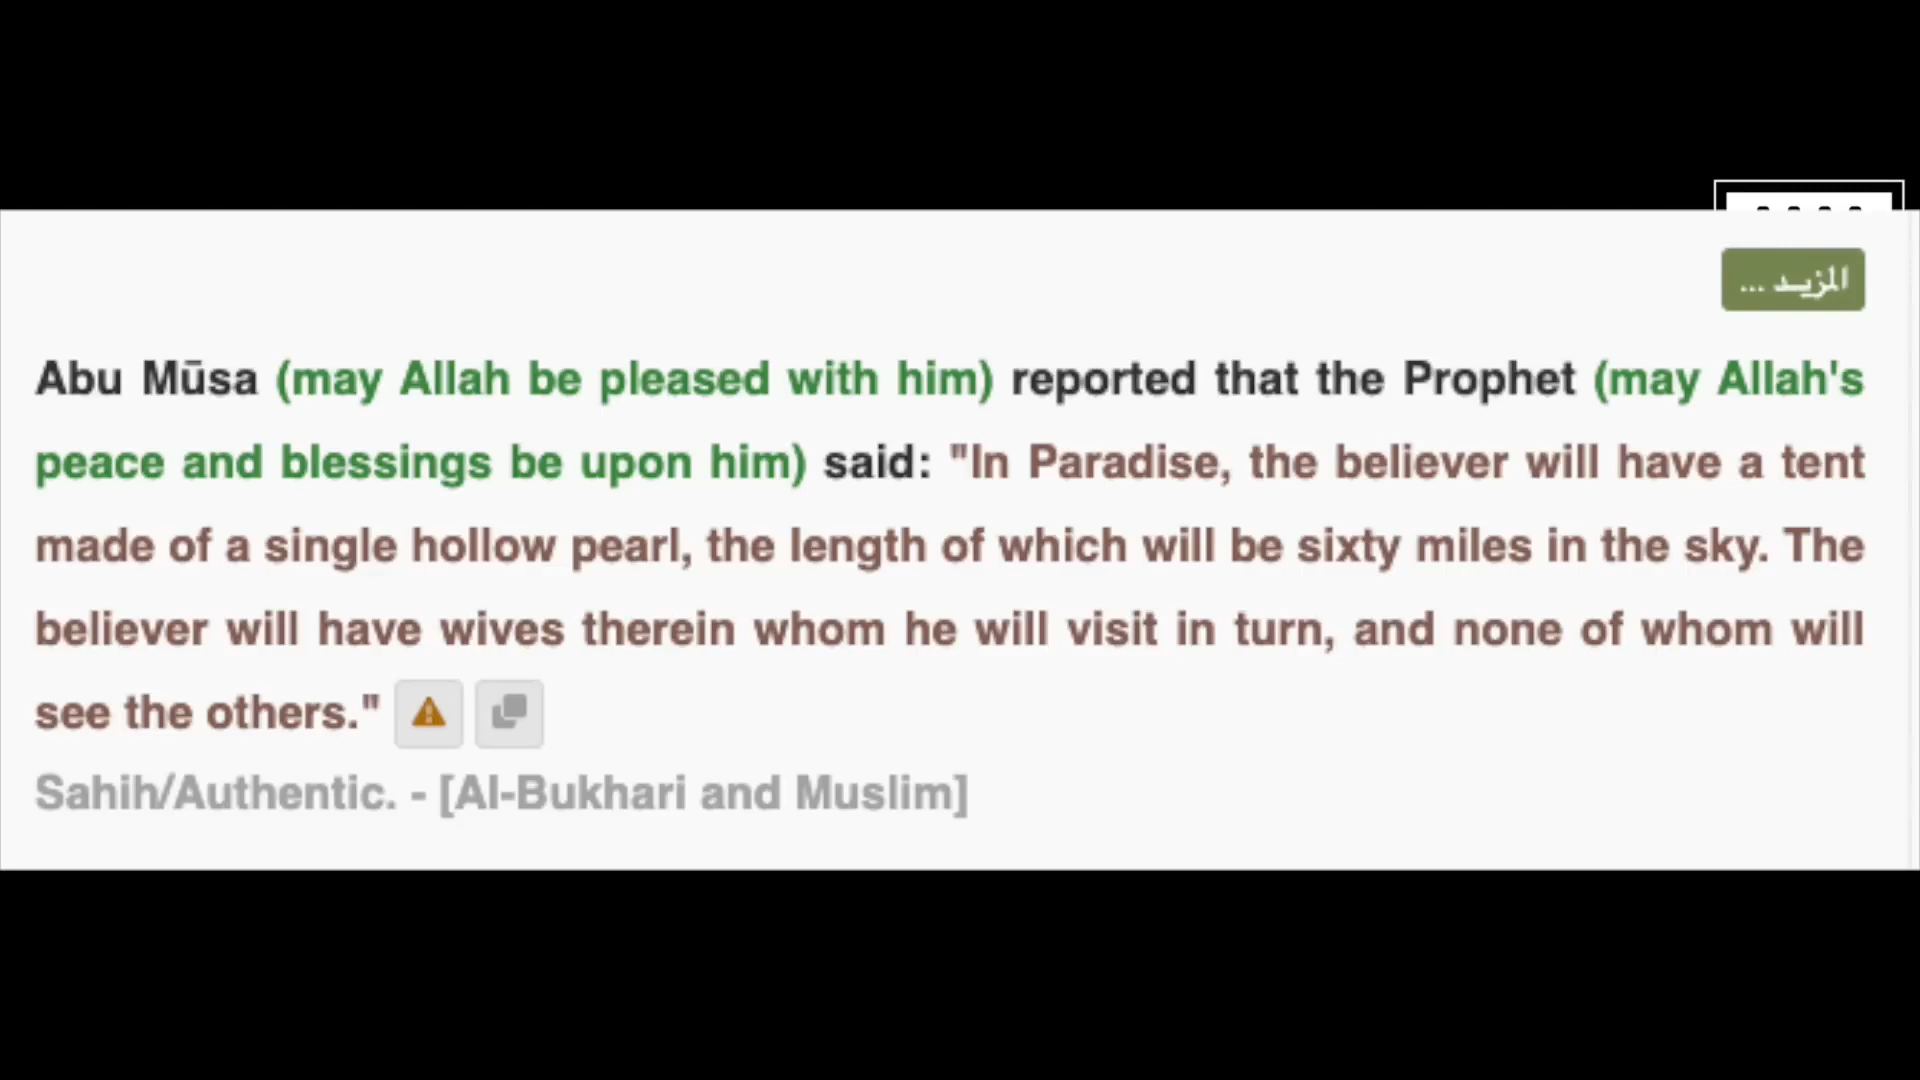 المزيد ...
Abu Mūsa (may Allah be pleased with him) reported that the Prophet (may Allah's
peace and blessings be upon him) said: "In Paradise, the believer will have a tent
made of a single hollow pearl, the length of which will be sixty miles in the sky. The
believer will have wives therein whom he will visit in turn, and none of whom will
see the others."
Sahih/Authentic. - [Al-Bukhari and Muslim]